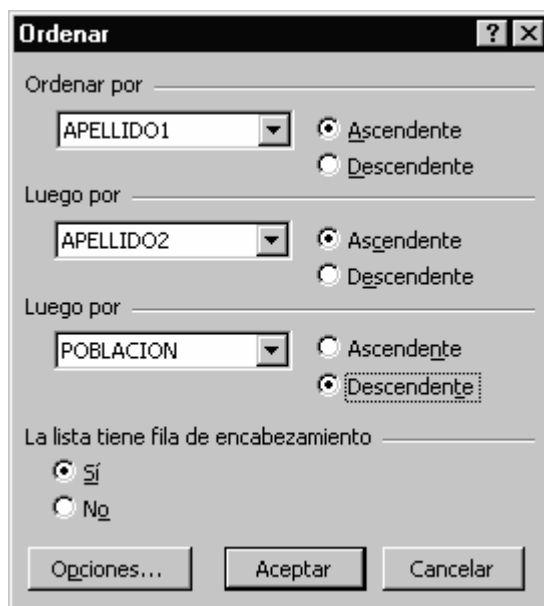 Ordenar
Ordenar por
APELLIDO1
Ascendente
Descendente
Luego por
APELLIDO2
Ascendente
Descendente
Luego por
POBLACION
Ascendente
Descendente
La lista tiene fila de encabezamiento
Sí
No
Opciones... Aceptar Cancelar